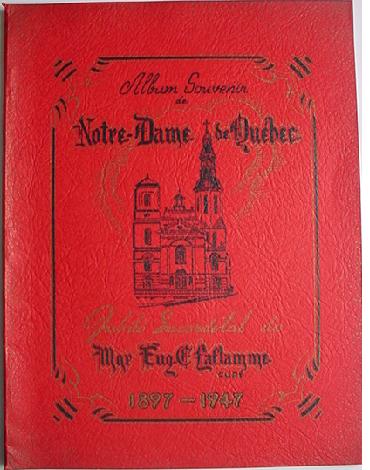 Album Souvenir
de
Notre-Dame de Québec
Jubilé Sacerdotal de
Mgr Eug. C. Laflamme
curé
1897-1947